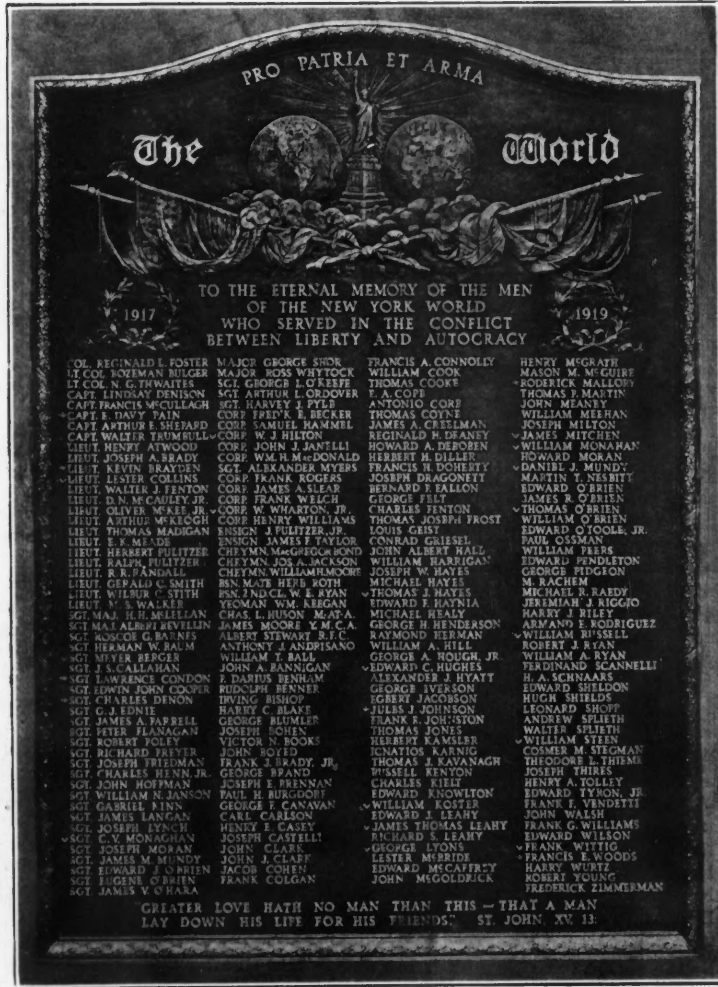 PRO PATRIA ET ARMA
The World
TO THE ETERNAL MEMORY OF THE MEN
1917 OF THE NEW YORK WORLD 1919
WHO SERVED IN THE CONFLICT
BETWEEN LIBERTY AND AUTOCRACY
COL. REGINALD L. FOSTER
LT. COL. BOZEMAN BULGER
LT. COL. N. G. THWAITES
CAPT. LINDSAY DENISON
CAPT. FRANCIS McCULLAGH
CAPT. E. DAVY PAIN
CAPT. ARTHUR E. SHEPARD
CAPT. WALTER TRUMBULL
LIEUT. HENRY ATWOOD
LIEUT. JOSEPH A. BRADY
LIEUT. KEVIN BRAYDEN
LIEUT. LESTER COLLINS
LIEUT. WALTER J. FENTON
LIEUT. D. N. McCAULEY, JR.
LIEUT. OLIVER McKEE, JR.
LIEUT. ARTHUR McKEOGH
LIEUT. THOMAS MADIGAN
LIEUT. E. K. MEADE
LIEUT. HERBERT PULITZER
LIEUT. RALPH PULITZER
LIEUT. R. R. RANDALL
LIEUT. GERALD C. SMITH
LIEUT. WILBUR C. STITH
LIEUT. S. WALKER
SGT. MAJ. H. H. McLELLAN
SGT. MAJ. ALBERT EWELLIN
SGT. ROSCOE G. BARNES
SGT. HERMAN W. BAUM
SGT. MEYER BERGER
SGT. J. S. CALLAHAN
SGT. LAWRENCE CONDON
SGT. EDWIN JOHN COOPER
SGT. CHARLES DENON
SGT. G. J. EDNIE
SGT. JAMES A. FARRELL
SGT. PETER FLANAGAN
SGT. ROBERT FOLEY
SGT. RICHARD FREYER
SGT. JOSEPH FRIEDMAN
SGT. CHARLES HENN, JR.
SGT. JOHN HOFFMAN
SGT. WILLIAM N. JANSON
SGT. GABRIEL KINN
SGT. JAMES LANGAN
SGT. JOSEPH LYNCH
SGT. C. V. MONAGHAN
SGT. JOSEPH MORAN
SGT. JAMES M. MUNDY
SGT. EDWARD J. O'BRIEN
SGT. EUGENE O'BRIEN
SGT. JAMES V. O'HARA
MAJOR GEORGE SHOR
MAJOR ROSS WHYTOCK
SGT. GEORGE L. O'KEEFE
SGT. ARTHUR L. ORDOVER
SGT. HARVEY J. PYLE
CORP. FRED'K E. BECKER
CORP. SAMUEL HAMMEL
CORP. W. J. HILTON
CORP. JOHN J. JANELLI
CORP. WM. H. MacDONALD
SGT. ALEXANDER MYERS
CORP. FRANK ROGERS
CORP. JAMES A. SLEAR
CORP. FRANK WELCH
CORP. W. WHARTON, JR.
CORP. HENRY WILLIAMS
ENSIGN J. PULITZER, JR.
ENSIGN JAMES F. TAYLOR
CHEY.MN. MacGREGOR BOND
CHEY.MN. JOS. A. JACKSON
CHEY.MN. WILLIAM H. MOORE
BSN. MATE HERB ROTH
BSN. 2ND. CL. W. E. RYAN
YEOMAN WM. KEEGAN
CHAS. L. HUSON M-AT-A.
JAMES MOORE Y.M.C.A.
ALBERT STEWART R.F.C.
ANTHONY J. ANDRISANO
WILLIAM T. BALL
JOHN A. BANNIGAN
P. DARIUS BENHAM
RUDOLPH BENNER
IRVING BISHOP
HARRY C. BLAKE
GEORGE BLUMLER
JOSEPH BOHEN
VICTOR N. BOOKS
JOHN BOYED
FRANK J. BRADY, JR.
GEORGE BRAND
JOSEPH E. BRENNAN
PAUL H. BURGDORF
GEORGE F. CANAVAN
CARL CARLSON
HENRY E. CASEY
JOSEPH CASTELLI
JOHN CLARK
JOHN J. CLARK
JACOB COHEN
FRANK COLGAN
FRANCIS A. CONNOLLY
WILLIAM COOK
THOMAS COOKE
E. A. COPE
ANTONIO CORB
THOMAS COYNE
JAMES A. CREELMAN
REGINALD H. DEANEY
HOWARD A. DEBOBEN
HERBERT H. DILLER
FRANCIS H. DOHERTY
JOSEPH DRAGONETT
BERNARD F. FALLON
GEORGE FELT
CHARLES FENTON
THOMAS JOSEPH FROST
LOUIS GEIST
CONRAD GRIESEL
JOHN ALBERT HALL
WILLIAM HARRIGAN
JOSEPH W. HAYES
MICHAEL HAYES
THOMAS J. HAYES
EDWARD F. HAYNIA
MICHAEL HEALY
GEORGE H. HENDERSON
RAYMOND HERMAN
WILLIAM A. HILL
GEORGE A. HOUGH, JR.
EDWARD C. HUGHES
ALEXANDER J. HYATT
GEORGE IVERSON
EGBERT JACOBSON
JULES J. JOHNSON
FRANK R. JOHNSTON
THOMAS JONES
HERBERT KAMSLER
IGNATIOS KARNIG
THOMAS J. KAVANAGH
RUSSELL KENYON
CHARLES KIELT
EDWARD KNOWLTON
WILLIAM KOSTER
EDWARD J. LEAHY
JAMES THOMAS LEAHY
RICHARD S. LEAHY
GEORGE LYONS
LESTER McBRIDE
EDWARD McCAFFREY
JOHN McGOLDRICK
HENRY McGRATH
MASON M. McGUIRE
RODERICK MALLORY
THOMAS F. MARTIN
JOHN MEANEY
WILLIAM MEEHAN
JOSEPH MILTON
JAMES MITCHEN
WILLIAM MONAHAN
HOWARD MORAN
DANIEL J. MUNDY
MARTIN T. NESBITT
EDWARD O'BRIEN
JAMES R. O'BRIEN
THOMAS O'BRIEN
WILLIAM O'BRIEN
EDWARD O'TOOLE, JR.
PAUL OSSMAN
WILLIAM PEERS
EDWARD PENDLETON
GEORGE PIDGEON
M. RACHEM
MICHAEL R. RAEDY
JEREMIAH J. RIGGIO
HARRY J. RILEY
ARMAND E. RODRIGUEZ
WILLIAM RUSSELL
ROBERT J. RYAN
WILLIAM A. RYAN
FERDINAND SCANNELLI
H. A. SCHNAARS
EDWARD SHELDON
HUGH SHIELDS
LEONARD SHOPP
ANDREW SPLIETH
WALTER SPLIETH
WILLIAM STEEN
COSMER M. STEGMAN
THEODORE L. THIEME
JOSEPH THIRES
HENRY A. TOLLEY
EDWARD TYRON, JR.
FRANK F. VENDETTI
JOHN WALSH
FRANK G. WILLIAMS
EDWARD WILSON
FRANK WITTIG
FRANCIS E. WOODS
HARRY WURTZ
ROBERT YOUNG
FREDERICK ZIMMERMAN
"GREATER LOVE HATH NO MAN THAN THIS — THAT A MAN
LAY DOWN HIS LIFE FOR HIS FRIENDS." ST. JOHN, XV. 13: